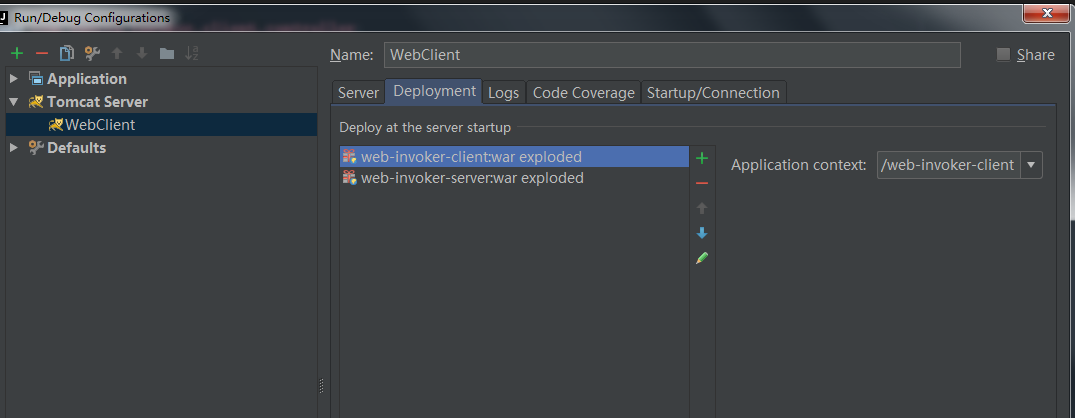 Run/Debug Configurations
Name: WebClient Share
Application
Tomcat Server
WebClient
Defaults
Server Deployment Logs Code Coverage Startup/Connection
Deploy at the server startup
web-invoker-client:war exploded
web-invoker-server:war exploded
Application context: /web-invoker-client